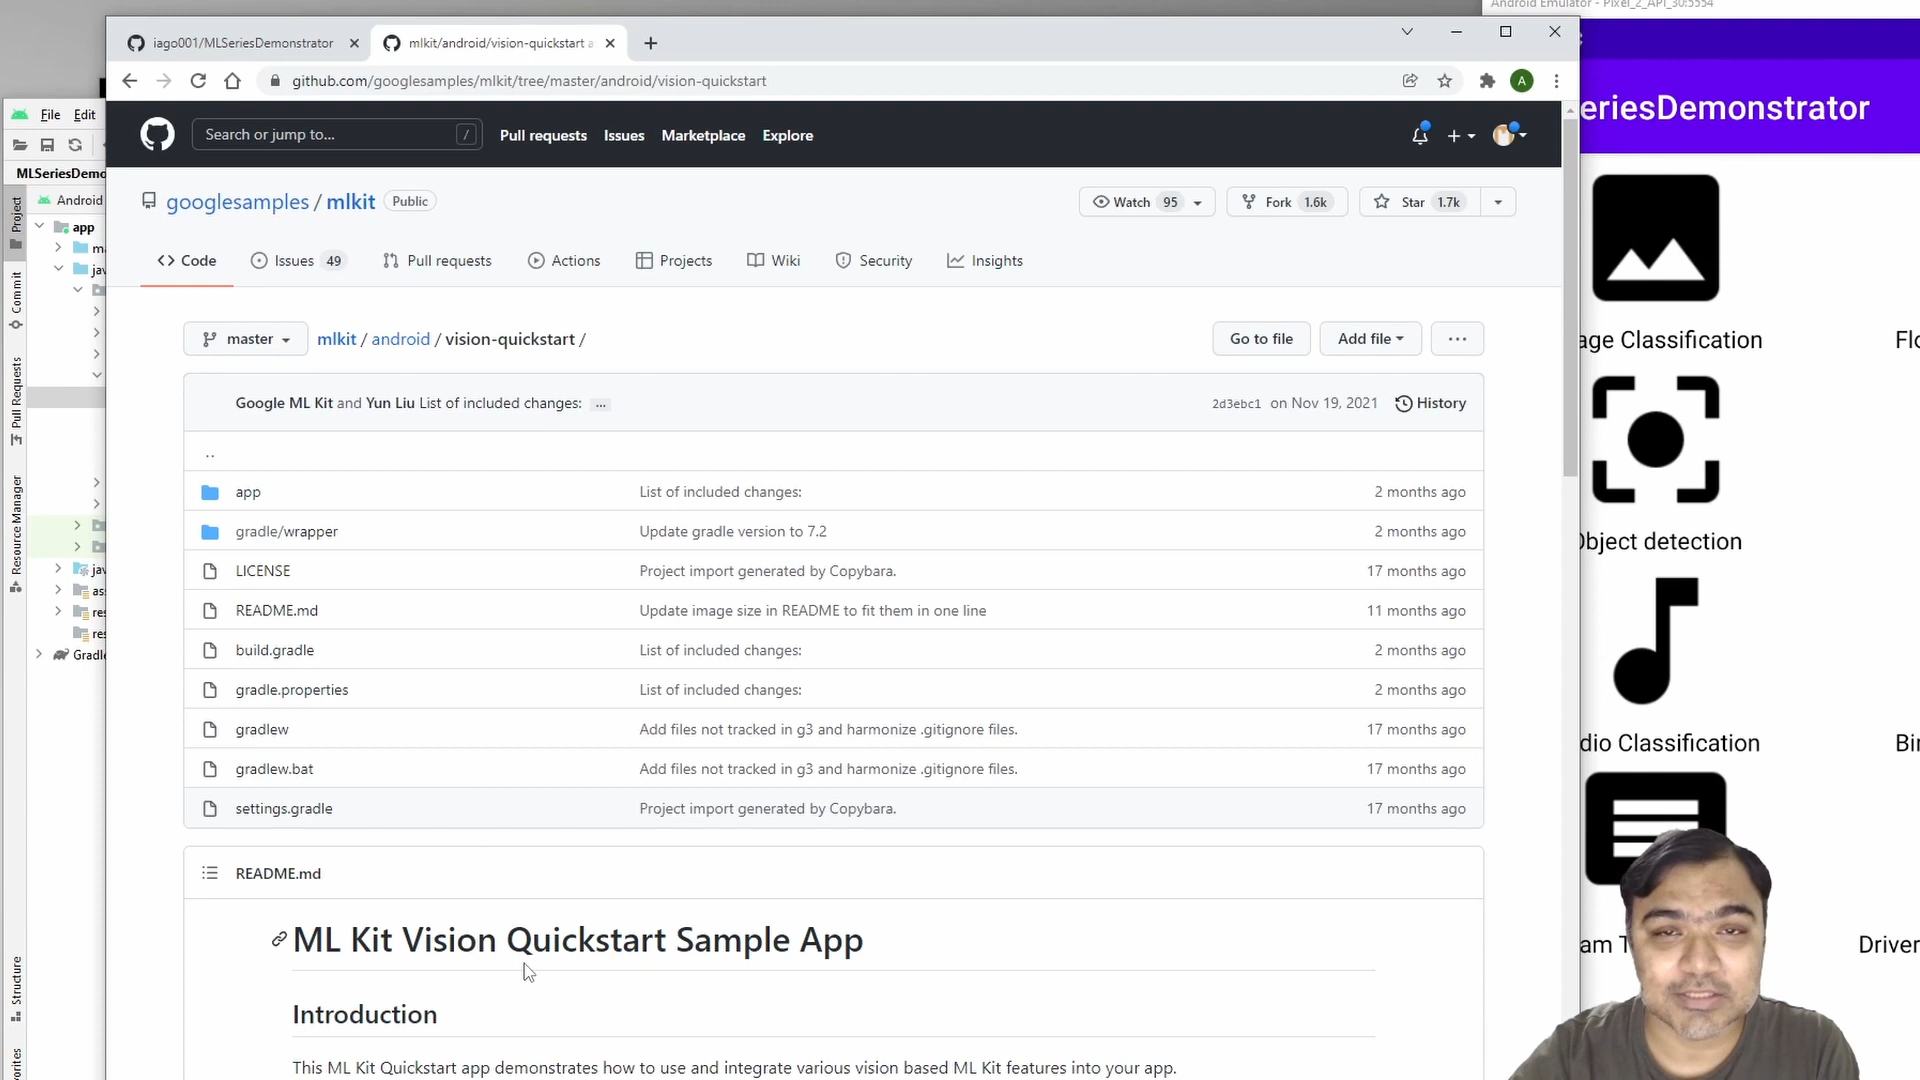 Android Emulator - Pixel_2_API_30:5554
iago001/MLSeriesDemonstrator
mlkit/android/vision-quickstart a
github.com/googlesamples/mlkit/tree/master/android/vision-quickstart
A
File Edit
MLSeriesDemo
Android
app
Project
Commit
Pull Requests
Resource Manager
Structure
Search or jump to... /
Pull requests Issues Marketplace Explore
googlesamples / mlkit Public
Watch 95 Fork 1.6k Star 1.7k
Code Issues 49 Pull requests Actions Projects Wiki Security Insights
master mlkit / android / vision-quickstart / Go to file Add file ...
Google ML Kit and Yun Liu List of included changes: ... 2d3ebc1 on Nov 19, 2021 History
..
app List of included changes: 2 months ago
gradle/wrapper Update gradle version to 7.2 2 months ago
LICENSE Project import generated by Copybara. 17 months ago
README.md Update image size in README to fit them in one line 11 months ago
build.gradle List of included changes: 2 months ago
gradle.properties List of included changes: 2 months ago
gradlew Add files not tracked in g3 and harmonize .gitignore files. 17 months ago
gradlew.bat Add files not tracked in g3 and harmonize .gitignore files. 17 months ago
settings.gradle Project import generated by Copybara. 17 months ago
README.md
ML Kit Vision Quickstart Sample App
Introduction
This ML Kit Quickstart app demonstrates how to use and integrate various vision based ML Kit features into your app.
eriesDemonstrator
age Classification Flo
Object detection
dio Classification Bir
am T Driver